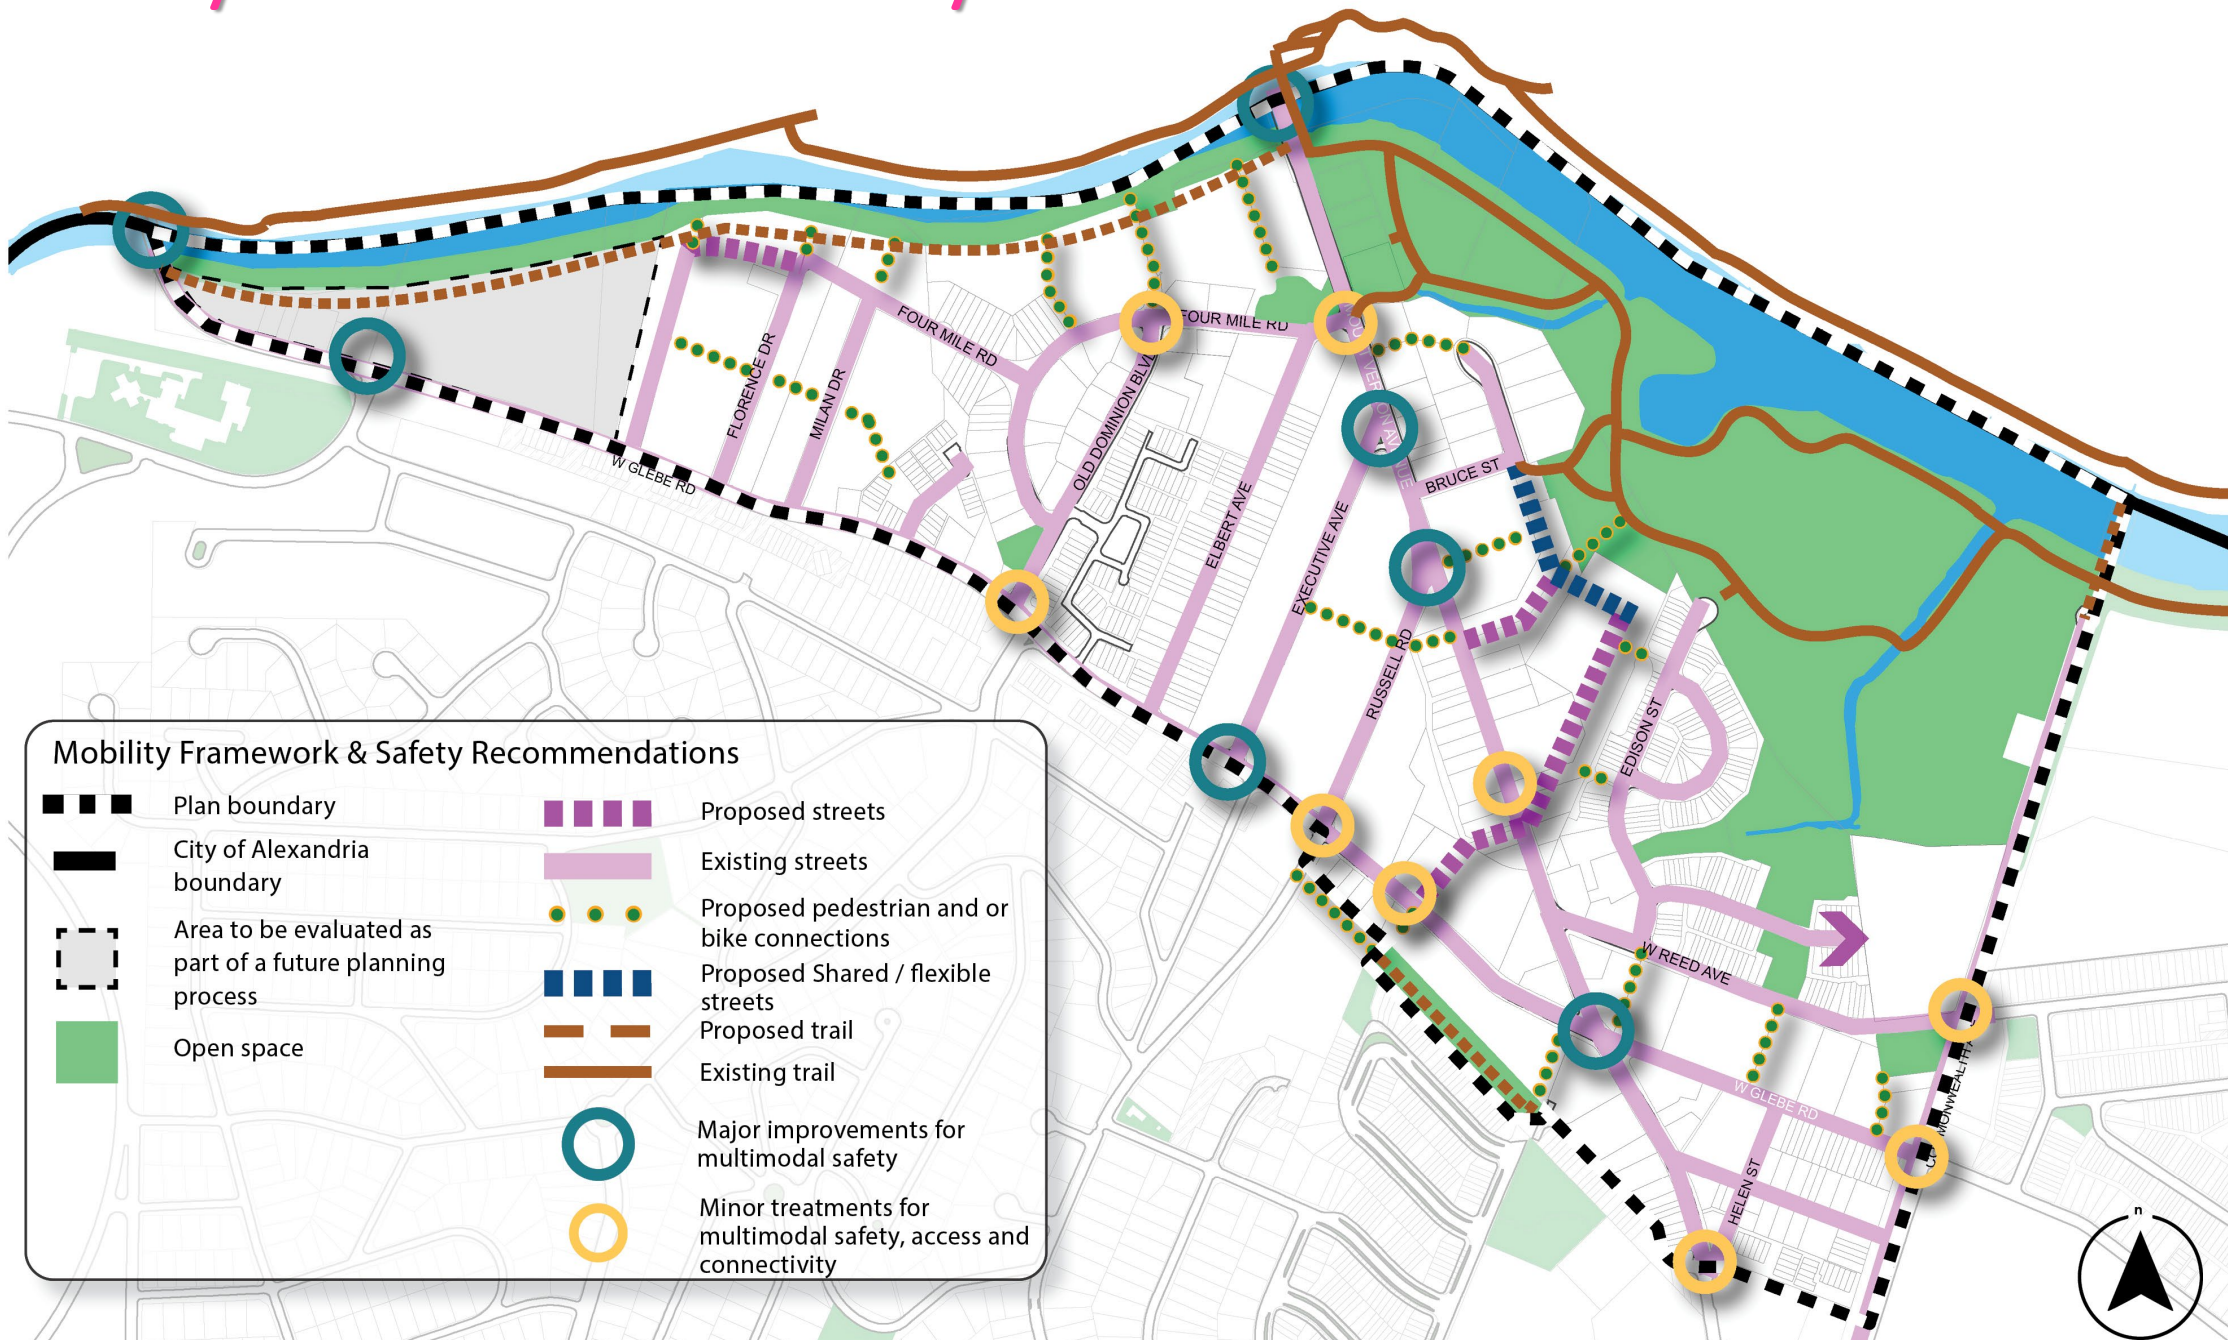 FOUR MILE RD
FOUR MILE RD
FLORENCE DR
MILAN DR
W GLEBE RD
OLD DOMINION BLVD
ELBERT AVE
EXECUTIVE AVE
BRUCE ST
RUSSELL RD
EDISON ST
W REED AVE
W GLEBE RD
HELEN ST
Mobility Framework & Safety Recommendations
Plan boundary
City of Alexandria
boundary
Area to be evaluated as
part of a future planning
process
Open space
Proposed streets
Existing streets
Proposed pedestrian and or
bike connections
Proposed Shared / flexible
streets
Proposed trail
Existing trail
Major improvements for
multimodal safety
Minor treatments for
multimodal safety, access and
connectivity
n